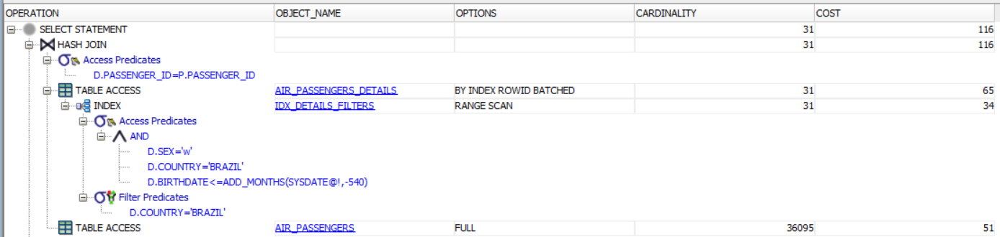 OPERATION OBJECT_NAME OPTIONS CARDINALITY COST
SELECT STATEMENT 31 116
HASH JOIN 31 116
Access Predicates
D.PASSENGER_ID=P.PASSENGER_ID
TABLE ACCESS AIR_PASSENGERS_DETAILS BY INDEX ROWID BATCHED 31 65
INDEX IDX_DETAILS_FILTERS RANGE SCAN 31 34
Access Predicates
AND
D.SEX='w'
D.COUNTRY='BRAZIL'
D.BIRTHDATE<=ADD_MONTHS(SYSDATE@!,-540)
Filter Predicates
D.COUNTRY='BRAZIL'
TABLE ACCESS AIR_PASSENGERS FULL 36095 51